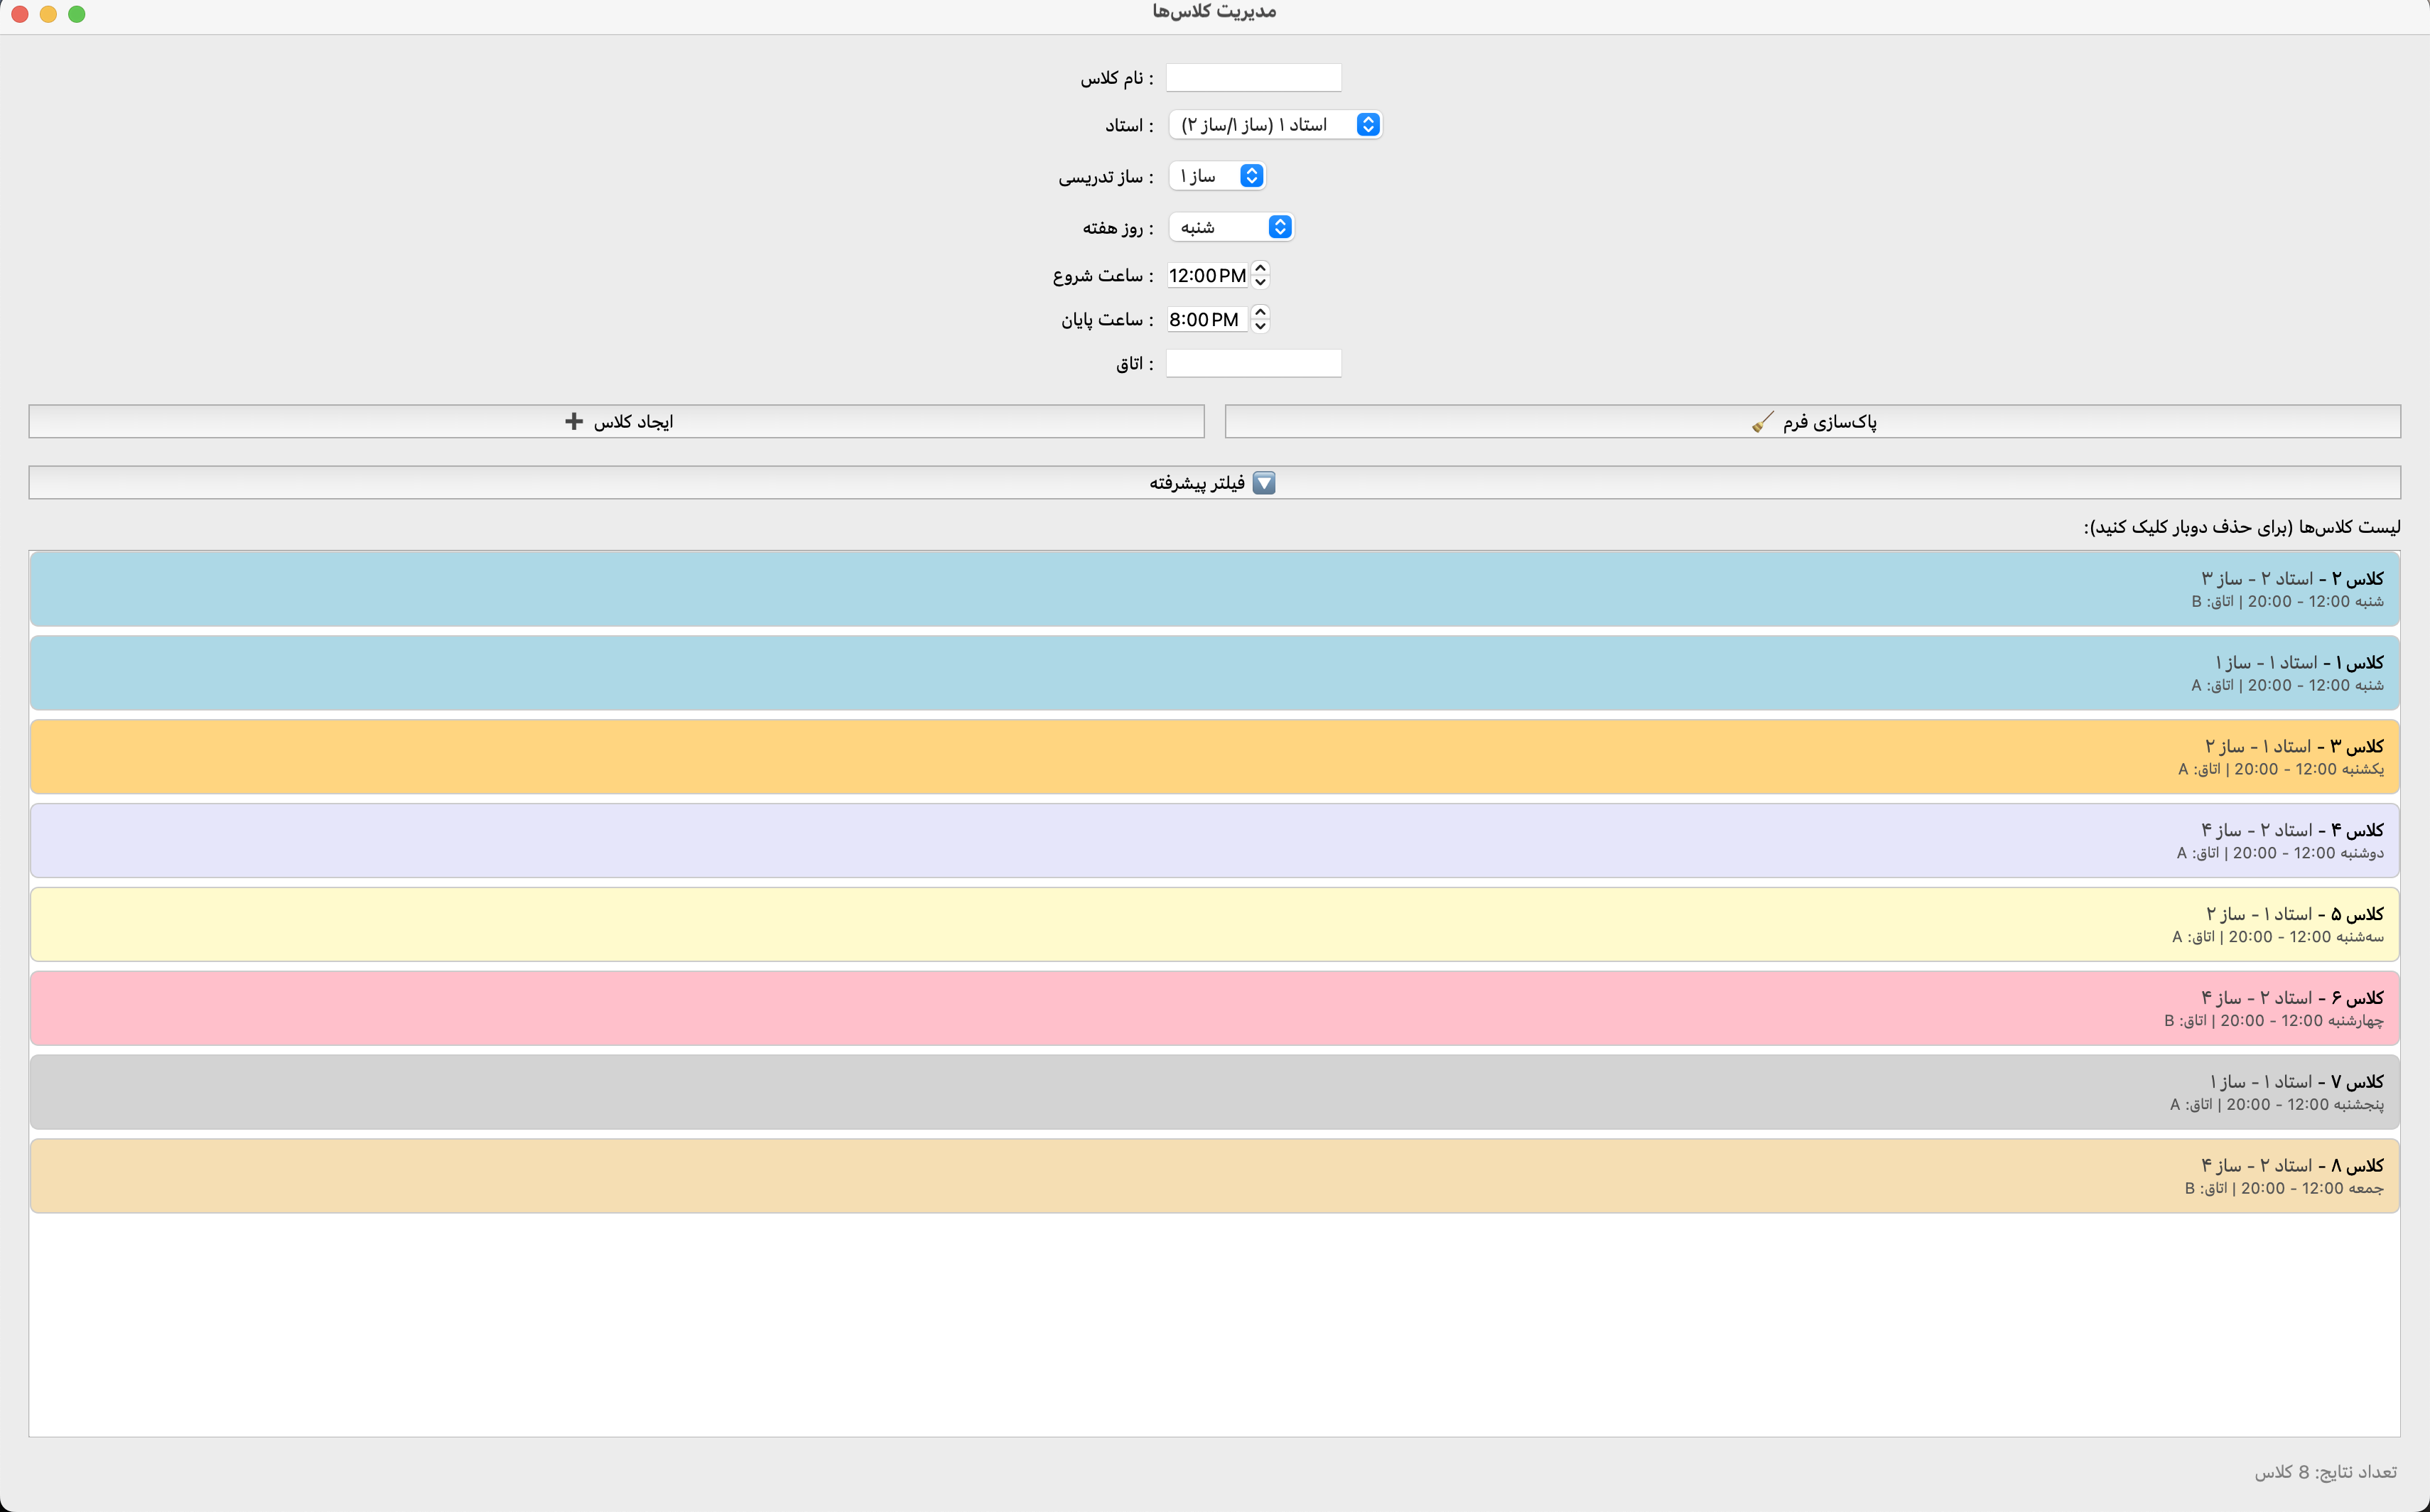 مدیریت کلاس‌ها
نام کلاس :
استاد : استاد ۱ (ساز ۱/ساز ۲)
ساز تدریسی : ساز ۱
روز هفته : شنبه
ساعت شروع : 12:00 PM
ساعت پایان : 8:00 PM
اتاق :
پاک‌سازی فرم 🧹
ایجاد کلاس ➕
🔽 فیلتر پیشرفته
لیست کلاس‌ها (برای حذف دوبار کلیک کنید):
کلاس ۲ - استاد ۲ - ساز ۳
شنبه 12:00 - 20:00 | اتاق: B
کلاس ۱ - استاد ۱ - ساز ۱
شنبه 12:00 - 20:00 | اتاق: A
کلاس ۳ - استاد ۱ - ساز ۲
یکشنبه 12:00 - 20:00 | اتاق: A
کلاس ۴ - استاد ۲ - ساز ۴
دوشنبه 12:00 - 20:00 | اتاق: A
کلاس ۵ - استاد ۱ - ساز ۲
سه‌شنبه 12:00 - 20:00 | اتاق: A
کلاس ۶ - استاد ۲ - ساز ۴
چهارشنبه 12:00 - 20:00 | اتاق: B
کلاس ۷ - استاد ۱ - ساز ۱
پنجشنبه 12:00 - 20:00 | اتاق: A
کلاس ۸ - استاد ۲ - ساز ۴
جمعه 12:00 - 20:00 | اتاق: B
تعداد نتایج: 8 کلاس